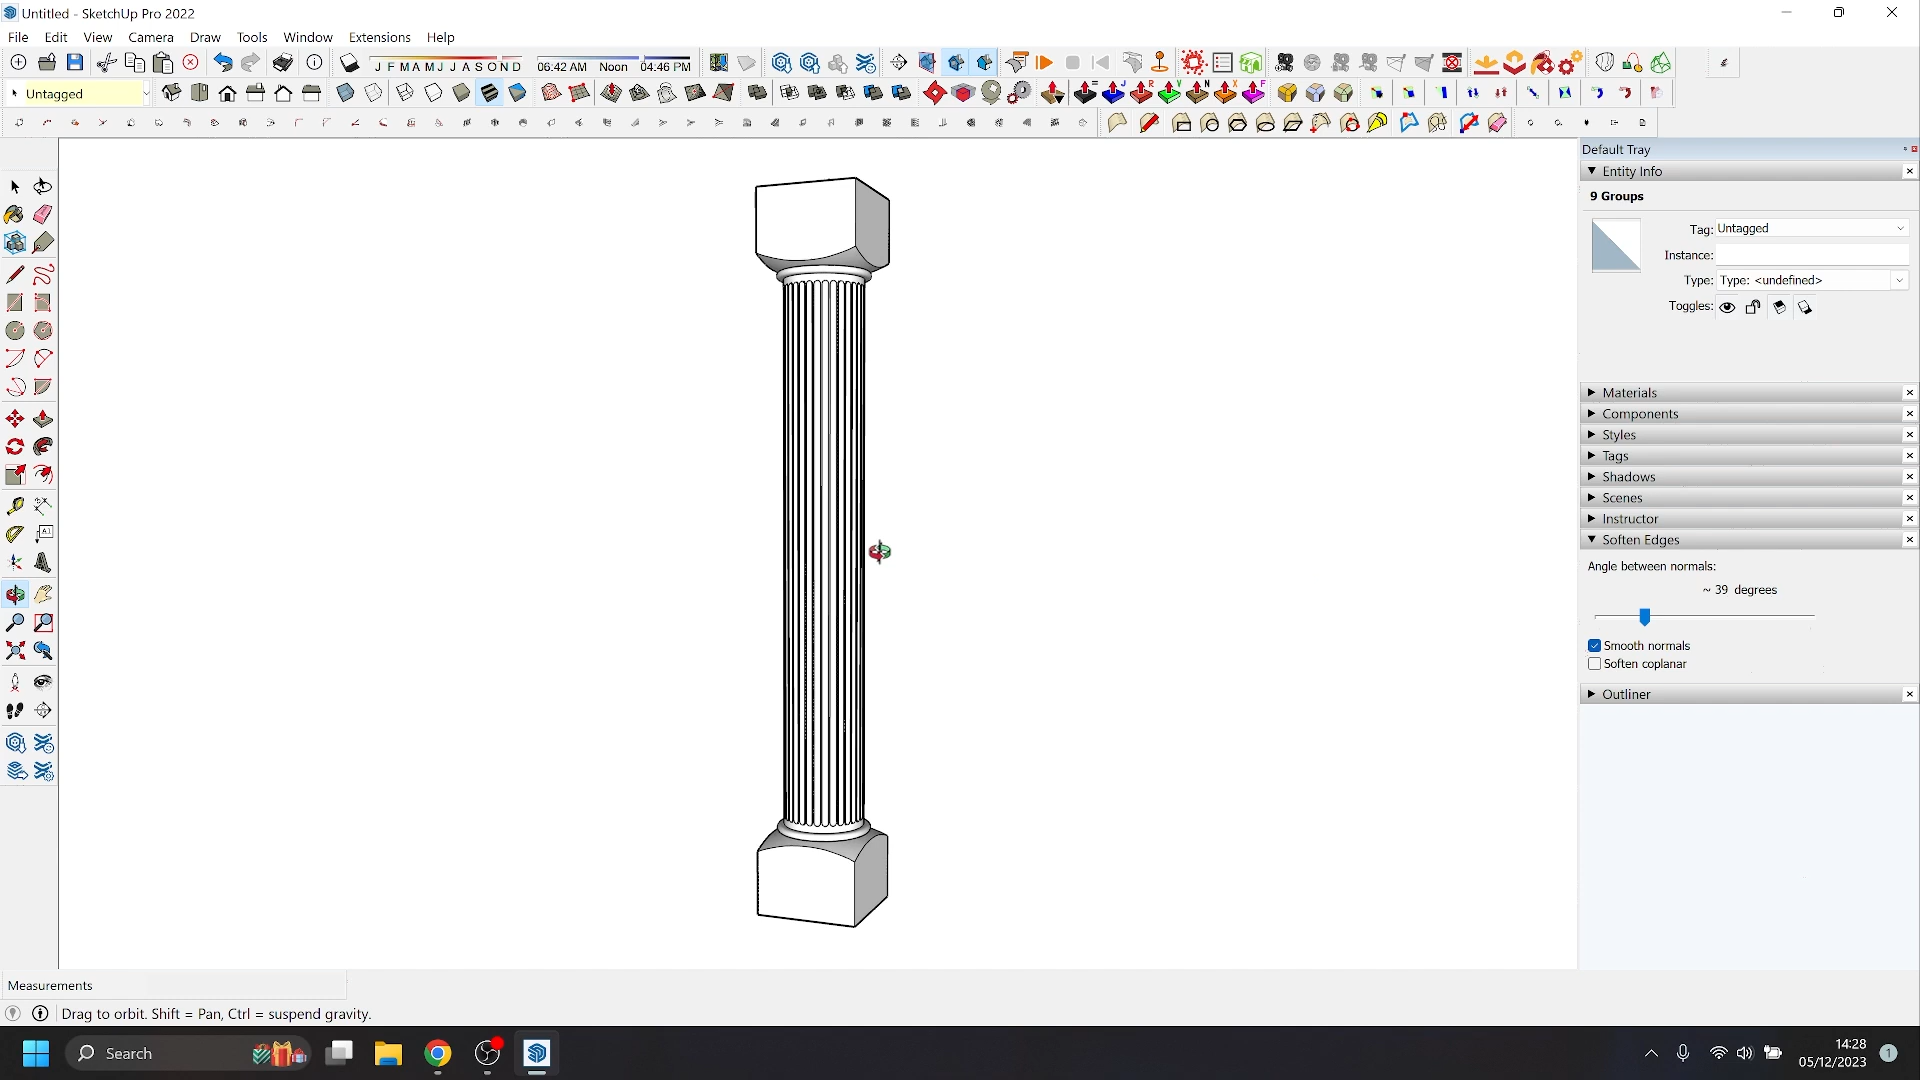 Untitled - SketchUp Pro 2022
File Edit View Camera Draw Tools Window Extensions Help
J F M A M J J A S O N D 06:42 AM Noon 04:46 PM
Untagged
Default Tray
Entity Info
9 Groups
Tag: Untagged
Instance:
Type: Type: <undefined>
Toggles:
Materials
Components
Styles
Tags
Shadows
Scenes
Instructor
Soften Edges
Angle between normals:
~ 39 degrees
Smooth normals
Soften coplanar
Outliner
Measurements
Drag to orbit. Shift = Pan, Ctrl = suspend gravity.
Search
14:28
05/12/2023
1